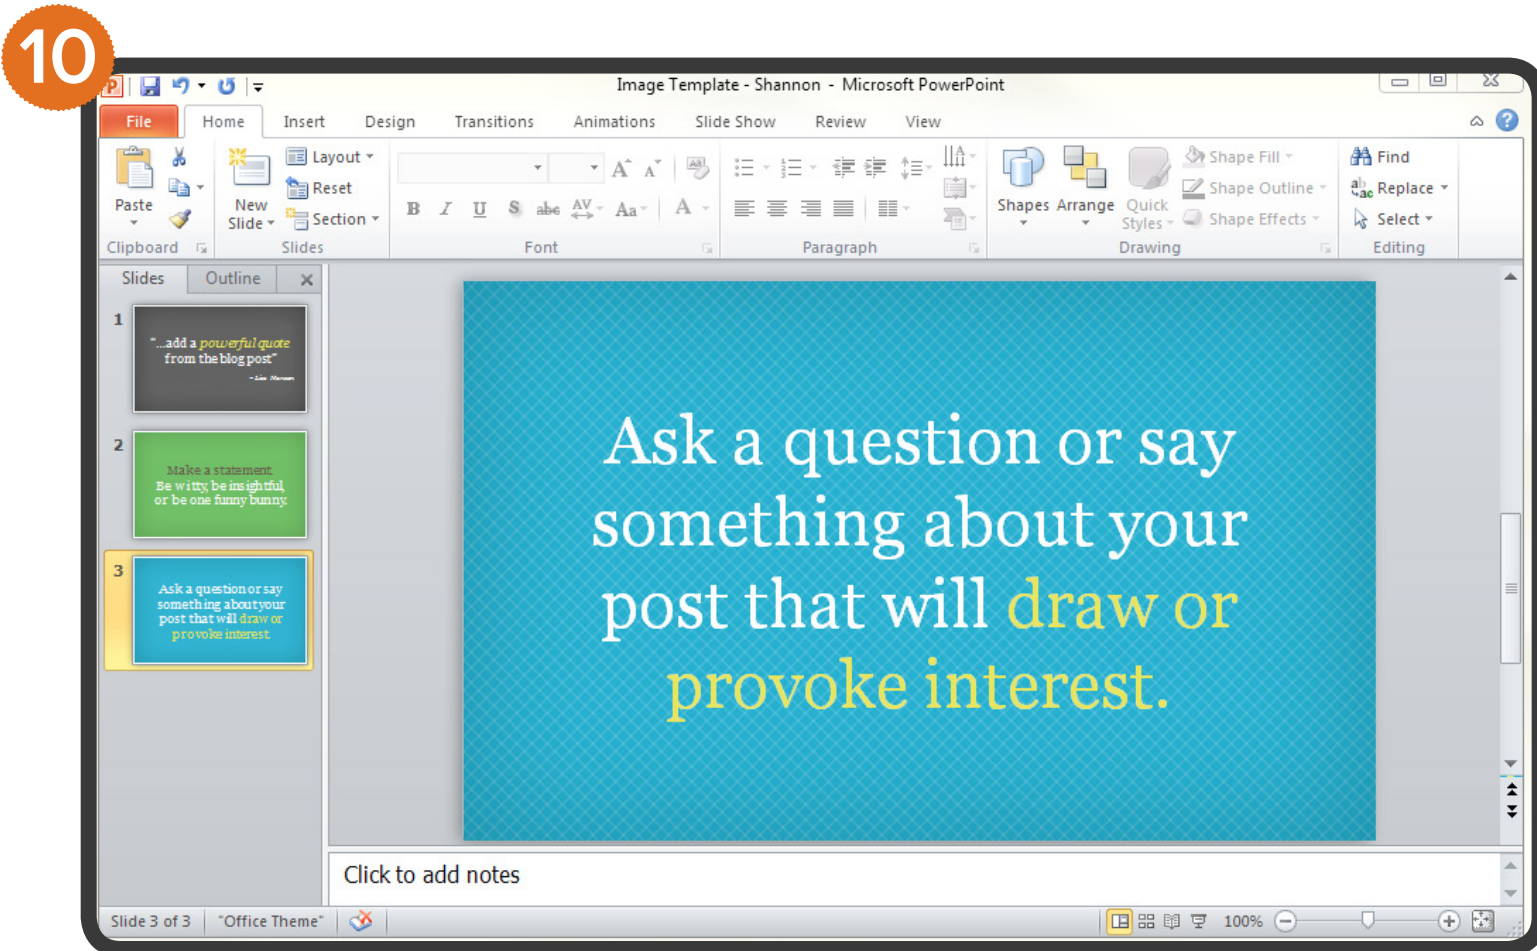 10
Image Template - Shannon - Microsoft PowerPoint
File Home Insert Design Transitions Animations Slide Show Review View
Paste
Clipboard
New
Slide
Layout
Reset
Section
Slides
B I U S abc AV Aa A
Font
Paragraph
Shapes Arrange Quick
Styles
Shape Fill
Shape Outline
Shape Effects
Drawing
Find
Replace
Select
Editing
Slides Outline
1
"...add a powerful quote
from the blog post"
2
Make a statement.
Be witty, be insightful,
or be one funny bunny.
3
Ask a question or say
something about your
post that will draw or
provoke interest.
Ask a question or say
something about your
post that will draw or
provoke interest.
Click to add notes
Slide 3 of 3 "Office Theme" 100%